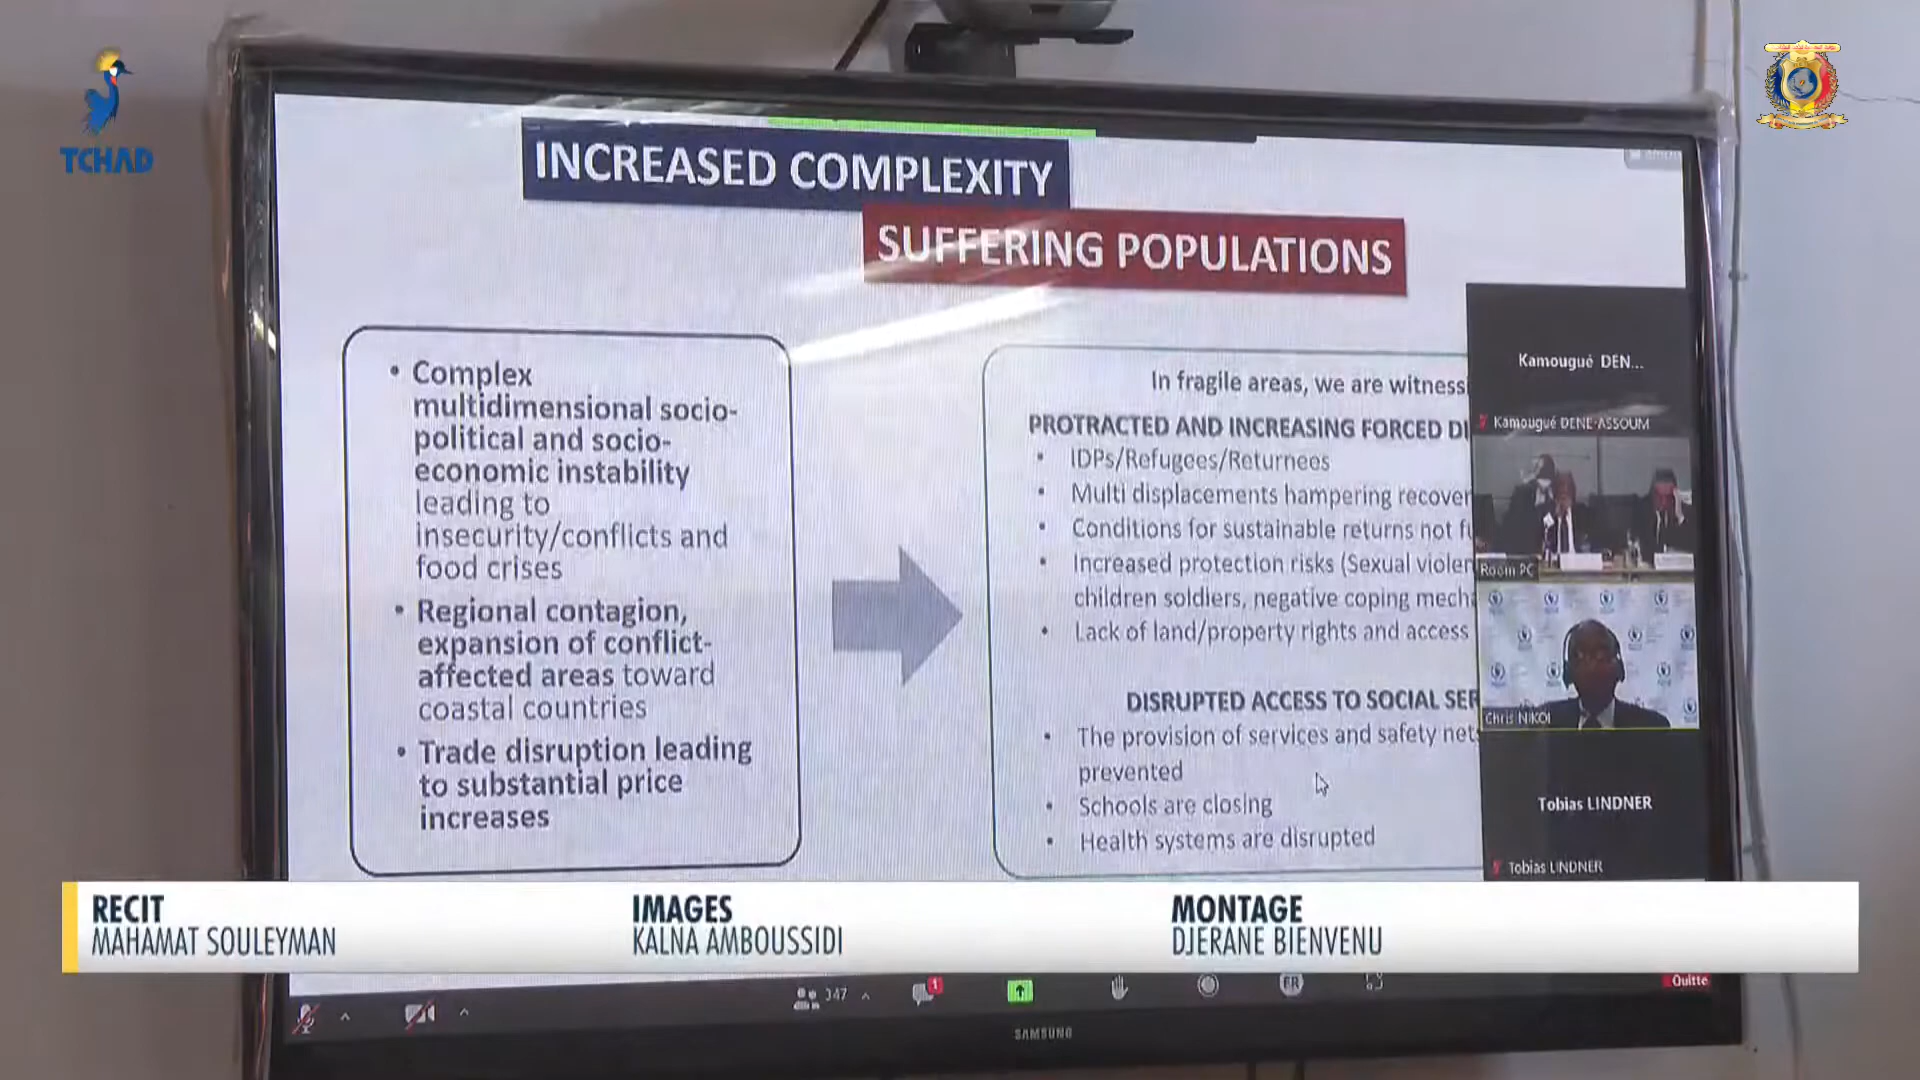 TCHAD
INCREASED COMPLEXITY
SUFFERING POPULATIONS
• Complex
multidimensional socio-
political and socio-
economic instability
leading to
insecurity/conflicts and
food crises
• Regional contagion,
expansion of conflict-
affected areas toward
coastal countries
• Trade disruption leading
to substantial price
increases
In fragile areas, we are witness
PROTRACTED AND INCREASING FORCED DI
• IDPs/Refugees/Returnees
• Multi displacements hampering recover
• Conditions for sustainable returns not fu
• Increased protection risks (Sexual violen
children soldiers, negative coping mecha
• Lack of land/property rights and access
DISRUPTED ACCESS TO SOCIAL SER
• The provision of services and safety nets
prevented
• Schools are closing
• Health systems are disrupted
Kamougué DEN...
Kamougué DENE-ASSOUM
Room PC
Chris NIKOI
Tobias LINDNER
Tobias LINDNER
RECIT
MAHAMAT SOULEYMAN
IMAGES
KALNA AMBOUSSIDI
MONTAGE
DJERANE BIENVENU
347
1
FR
Quitte
SAMSUNG